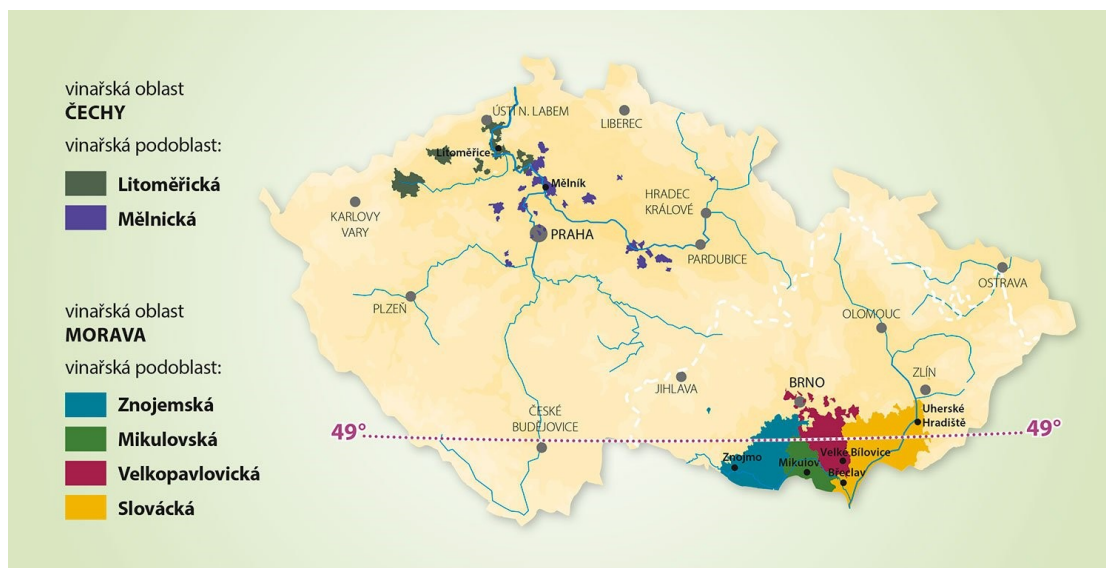 vinařská oblast
ČECHY
vinařská podoblast:
Litoměřická
Mělnická
vinařská oblast
MORAVA
vinařská podoblast:
Znojemská
Mikulovská
Velkopavlovická
Slovácká
ÚSTÍ N. LABEM
LIBEREC
Litoměřice
Mělník
KARLOVY
VARY
HRADEC
KRÁLOVÉ
PRAHA
PARDUBICE
PLZEŇ
OSTRAVA
OLOMOUC
JIHLAVA
BRNO
ZLÍN
ČESKÉ
BUDĚJOVICE
Uherské
Hradiště
49°
49°
Znojmo
Mikulov
Velké Bílovice
Břeclav